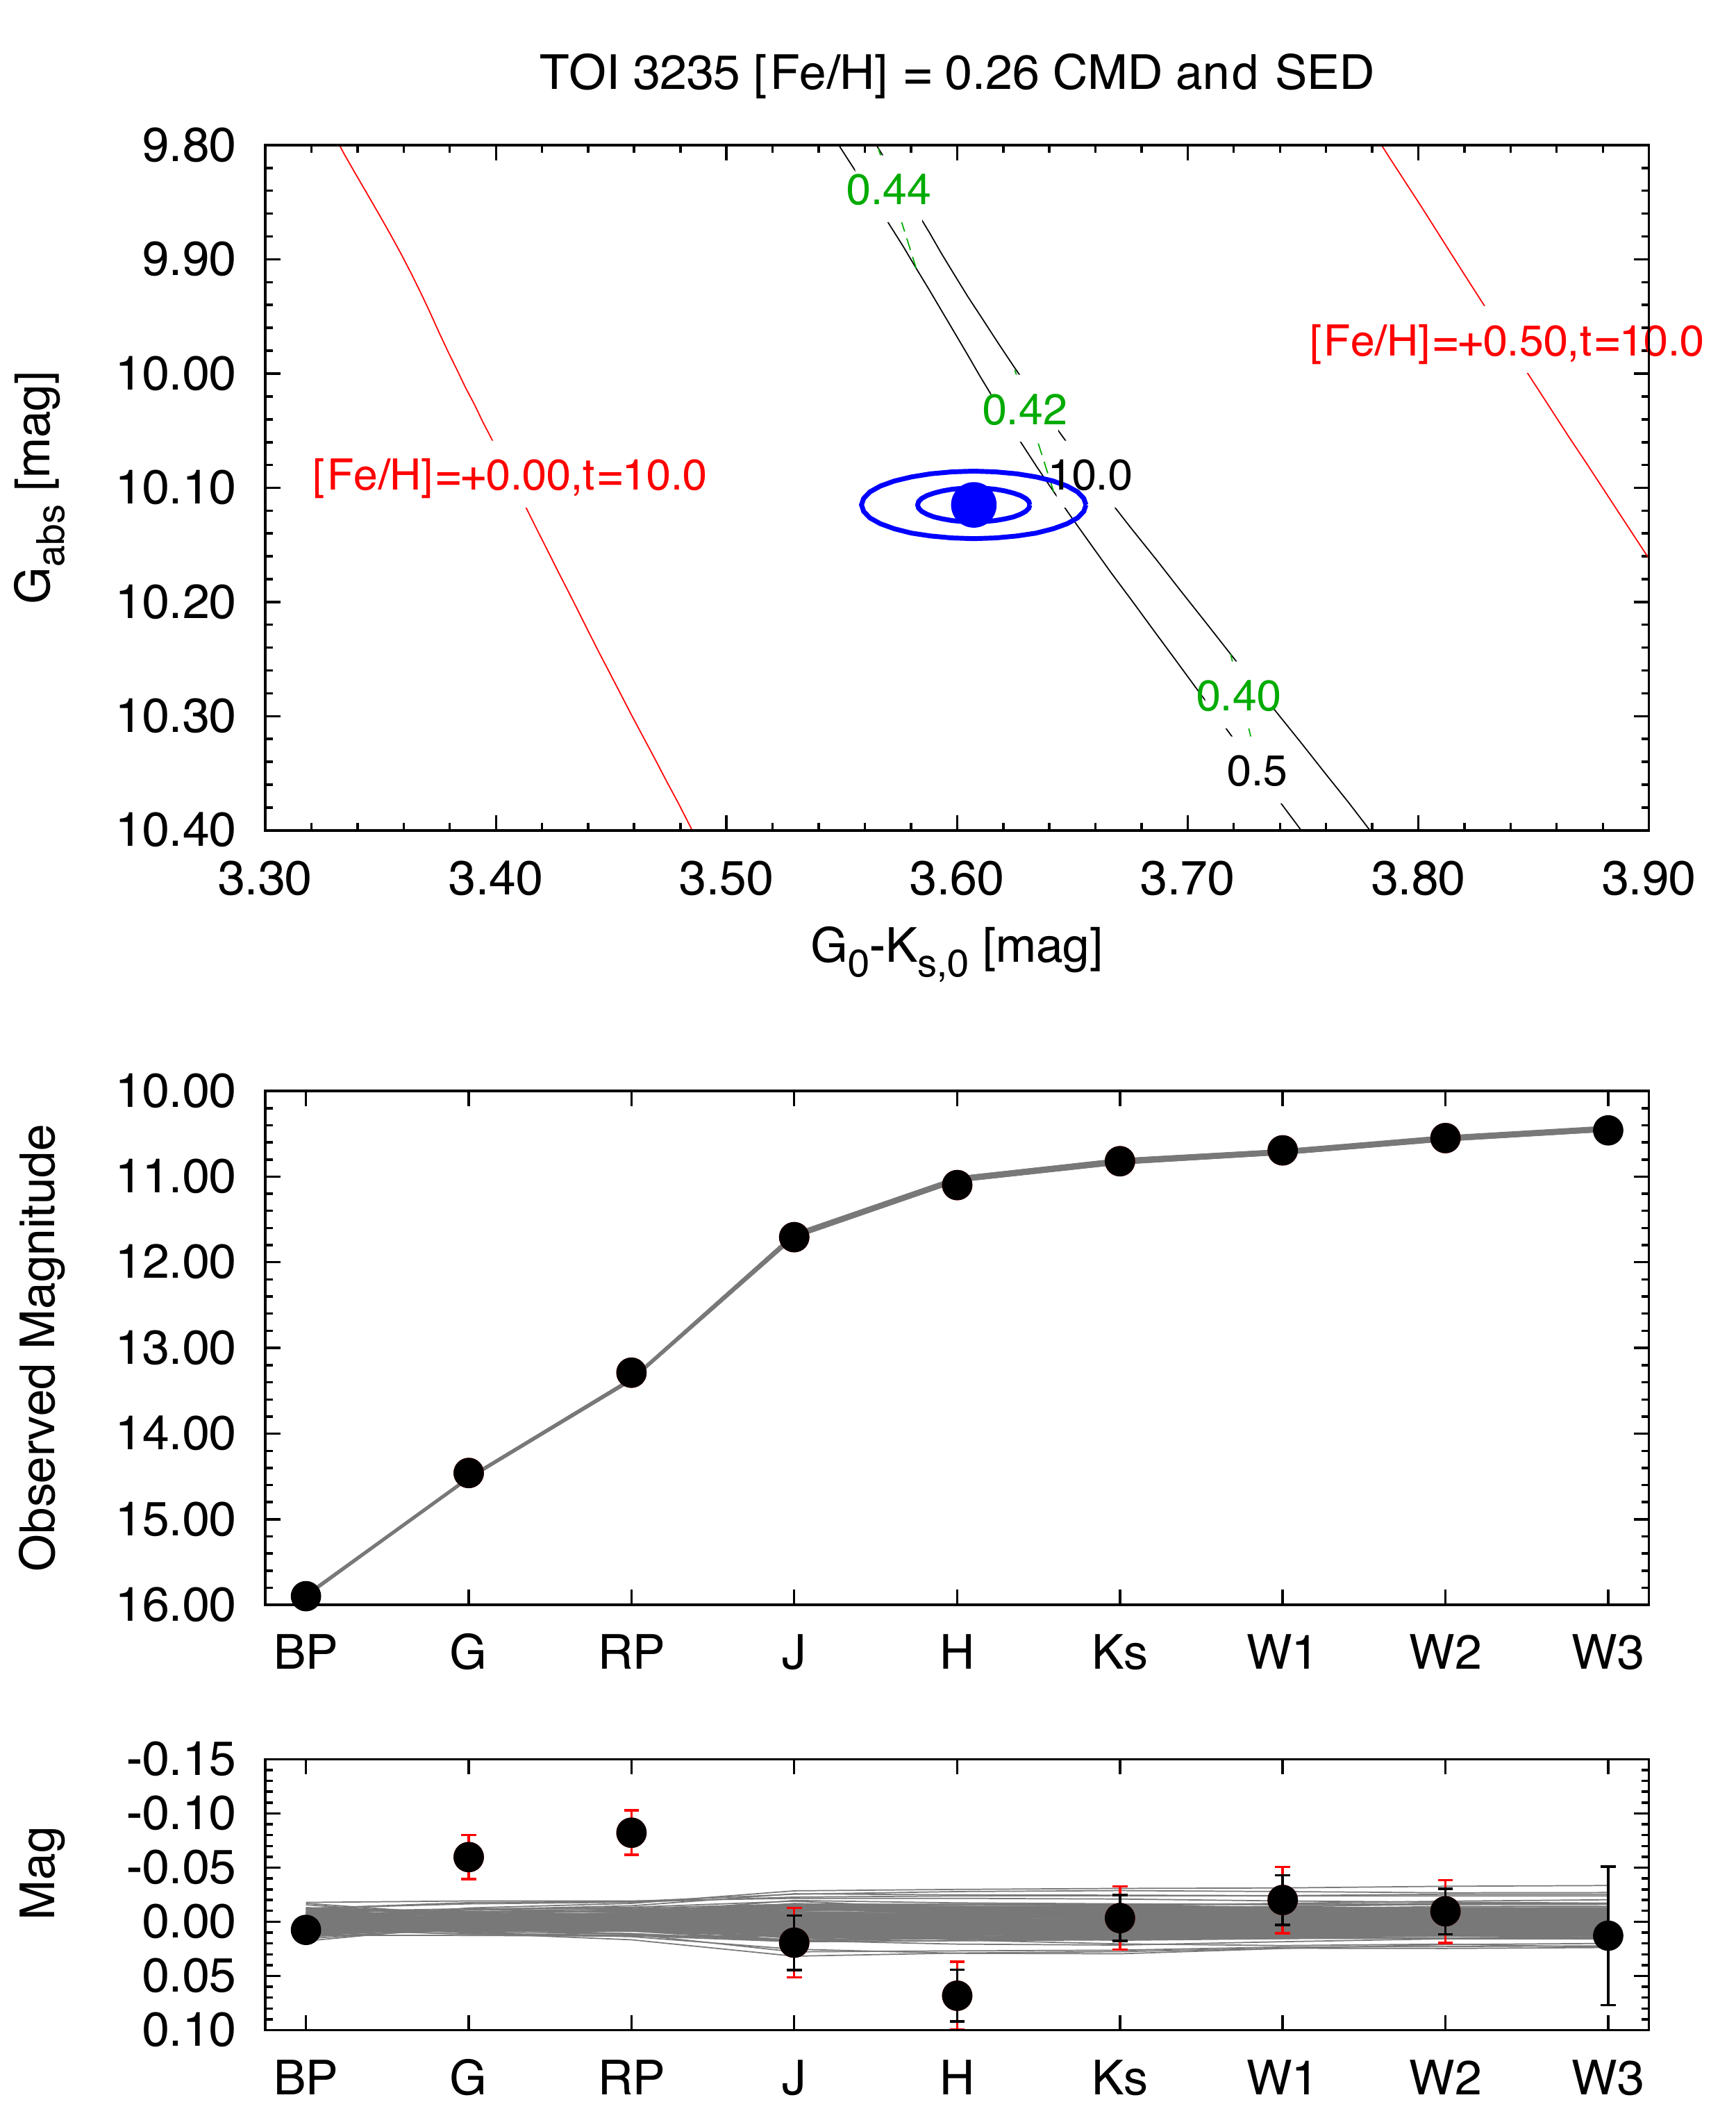 TOI 3235 [Fe/H] = 0.26 CMD and SED
9.80
9.90
10.00
10.10
10.20
10.30
10.40
G_abs [mag]
0.44
[Fe/H]=+0.50,t=10.0
0.42
[Fe/H]=+0.00,t=10.0
10.0
0.40
0.5
3.30 3.40 3.50 3.60 3.70 3.80 3.90
G_0-K_s,0 [mag]
10.00
11.00
12.00
13.00
14.00
15.00
16.00
Observed Magnitude
BP G RP J H Ks W1 W2 W3
-0.15
-0.10
-0.05
0.00
0.05
0.10
Mag
BP G RP J H Ks W1 W2 W3